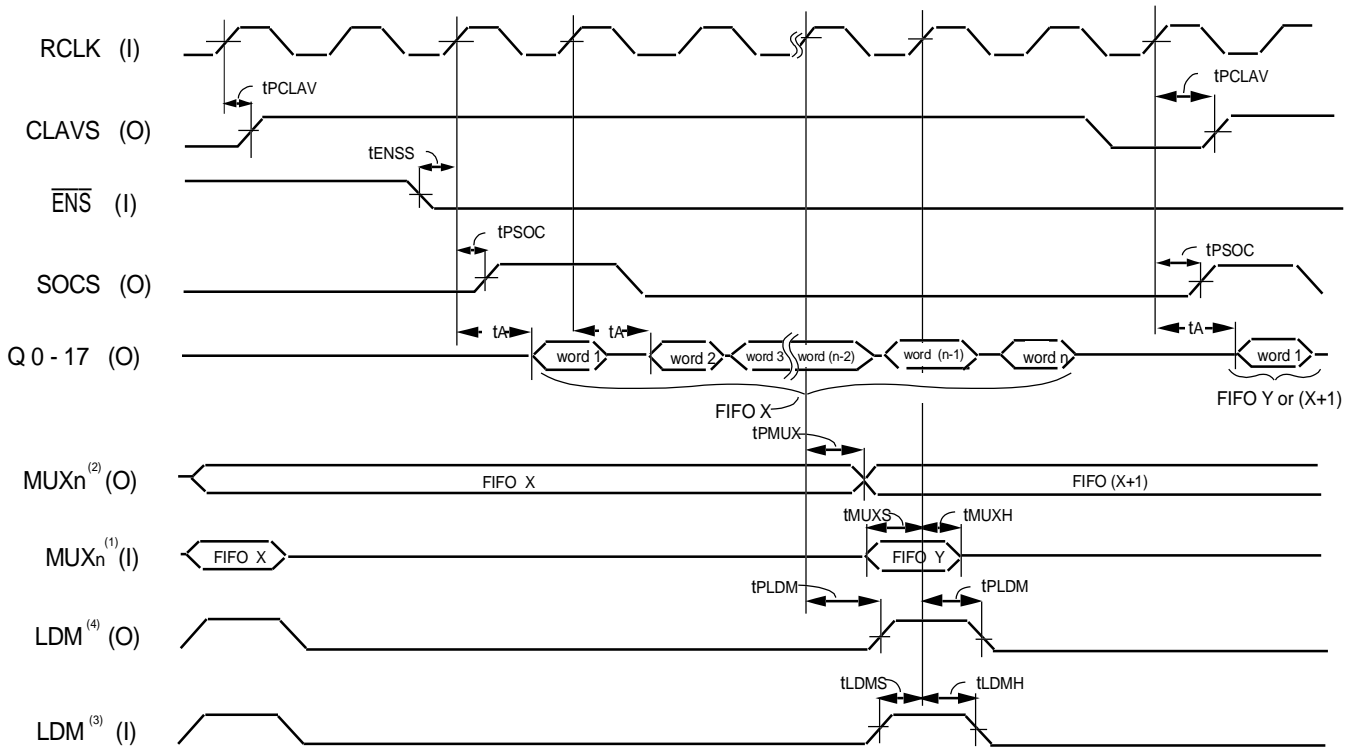 RCLK (I)
tPCLAV
tPCLAV
CLAVS (O)
tENSS
ENS (I)
tPSOC
tPSOC
SOCS (O)
tA
tA
tA
Q 0 - 17 (O)
word 1
word 2
word 3
word (n-2)
word (n-1)
word n
word 1
FIFO X
FIFO Y or (X+1)
tPMUX
MUXn (2) (O)
FIFO X
FIFO (X+1)
tMUXS
tMUXH
MUXn (1) (I)
FIFO X
FIFO Y
tPLDM
tPLDM
LDM (4) (O)
tLDMS
tLDMH
LDM (3) (I)